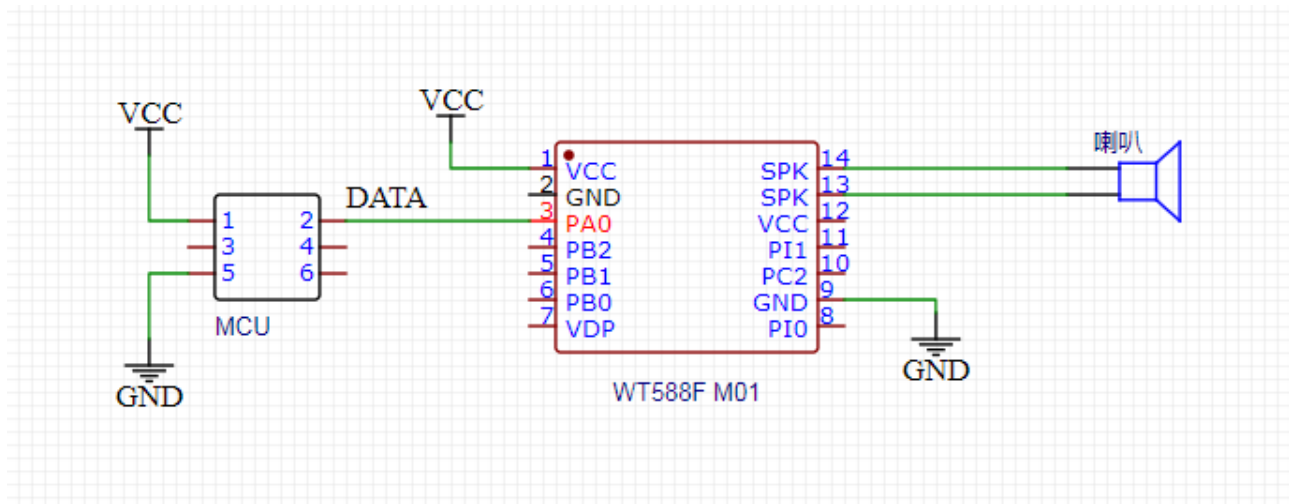 VCC
VCC
喇叭
DATA
1 2
3 4
5 6
MCU
GND
1 VCC SPK 14
2 GND SPK 13
3 PA0 VCC 12
4 PB2 PI1 11
5 PB1 PC2 10
6 PB0 GND 9
7 VDP PI0 8
WT588F M01
GND